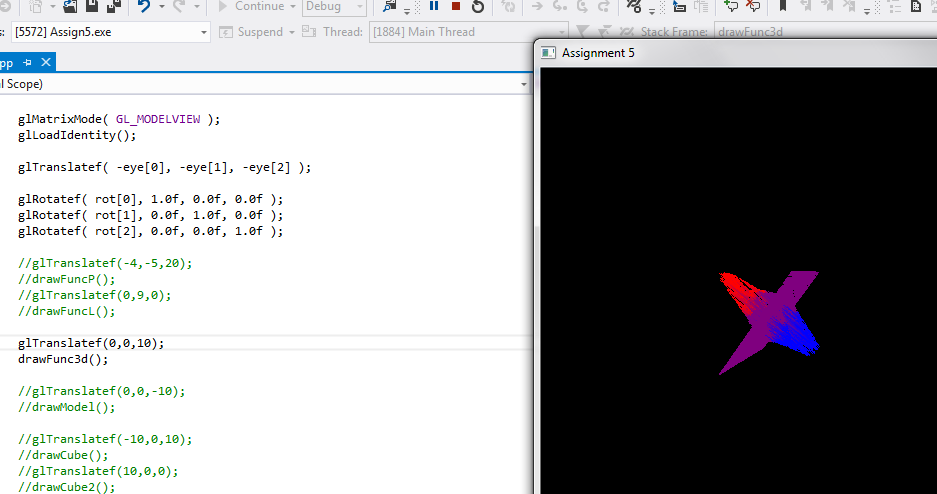 Continue
Debug
s:
[5572] Assign5.exe
Suspend
Thread:
[1884] Main Thread
Stack Frame:
drawFunc3d
pp
l Scope)
Assignment 5
glMatrixMode( GL_MODELVIEW );
glLoadIdentity();
glTranslatef( -eye[0], -eye[1], -eye[2] );
glRotatef( rot[0], 1.0f, 0.0f, 0.0f );
glRotatef( rot[1], 0.0f, 1.0f, 0.0f );
glRotatef( rot[2], 0.0f, 0.0f, 1.0f );
//glTranslatef(-4,-5,20);
//drawFuncP();
//glTranslatef(0,9,0);
//drawFuncL();
glTranslatef(0,0,10);
drawFunc3d();
//glTranslatef(0,0,-10);
//drawModel();
//glTranslatef(-10,0,10);
//drawCube();
//glTranslatef(10,0,0);
//drawCube2();